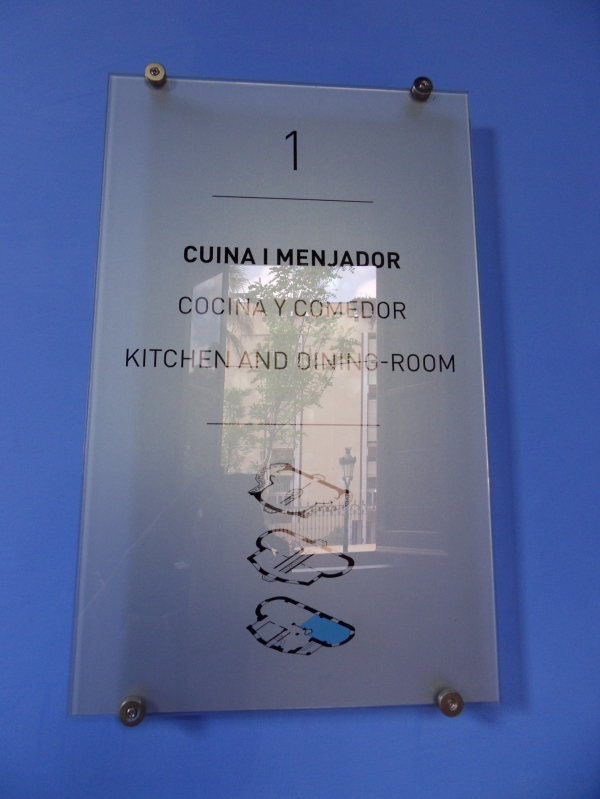 1
CUINA I MENJADOR
COCINA Y COMEDOR
KITCHEN AND DINING-ROOM